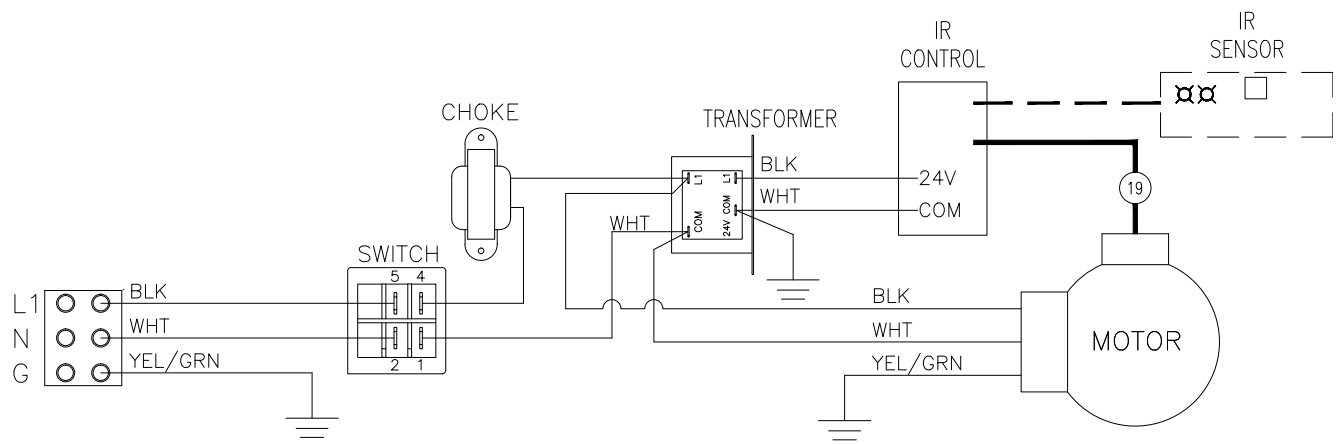 IR
CONTROL
IR
SENSOR
CHOKE
TRANSFORMER
BLK
24V
WHT
COM
L1
L1
COM
24V COM
19
WHT
SWITCH
5 4
2 1
L1
BLK
N
WHT
G
YEL/GRN
BLK
WHT
YEL/GRN
MOTOR